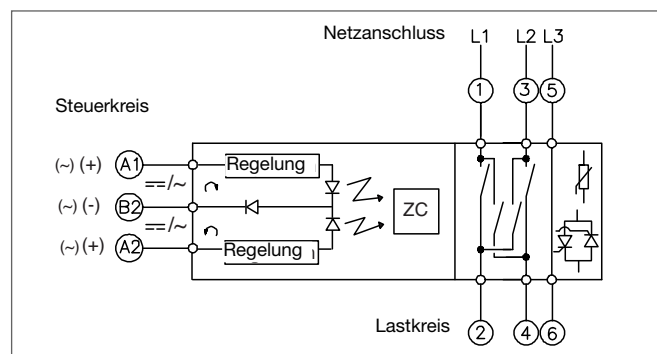 Netzanschluss L1 L2 L3
1 3 5
Steuerkreis
(~) (+) A1 Regelung
==/~
(~) (-) B2 ZC
==/~
(~) (+) A2 Regelung
Lastkreis 2 4 6